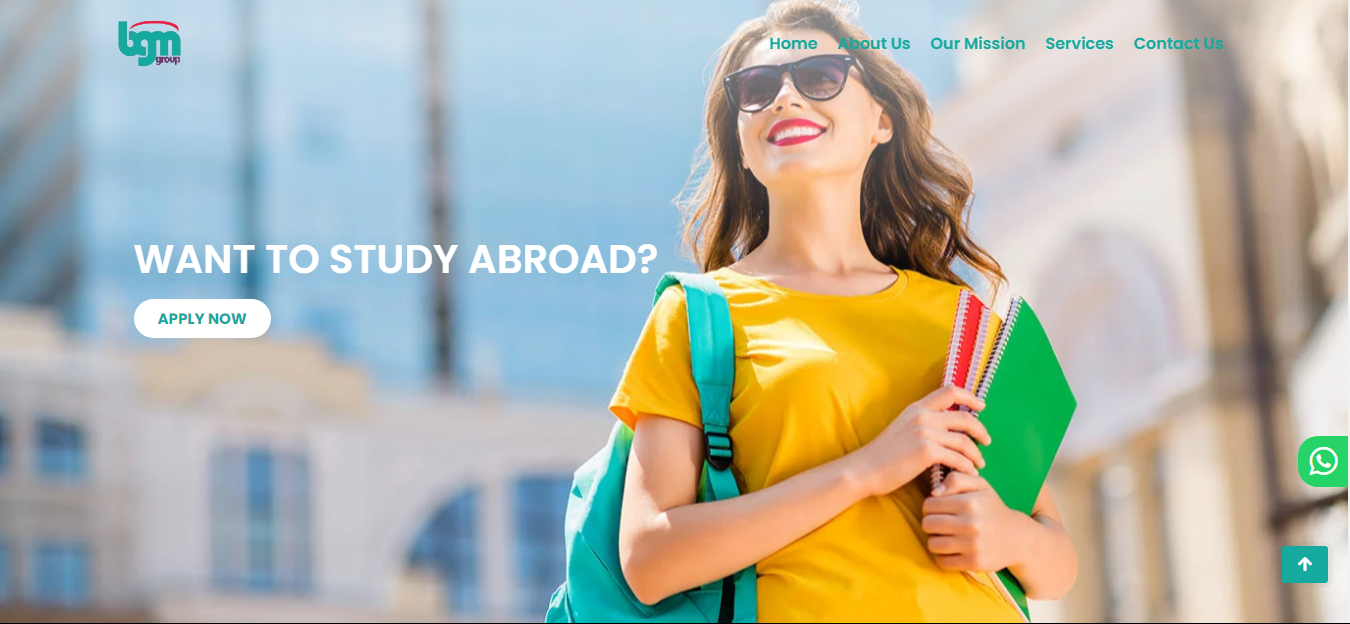 bgm
group
Home About Us Our Mission Services Contact Us
WANT TO STUDY ABROAD?
APPLY NOW